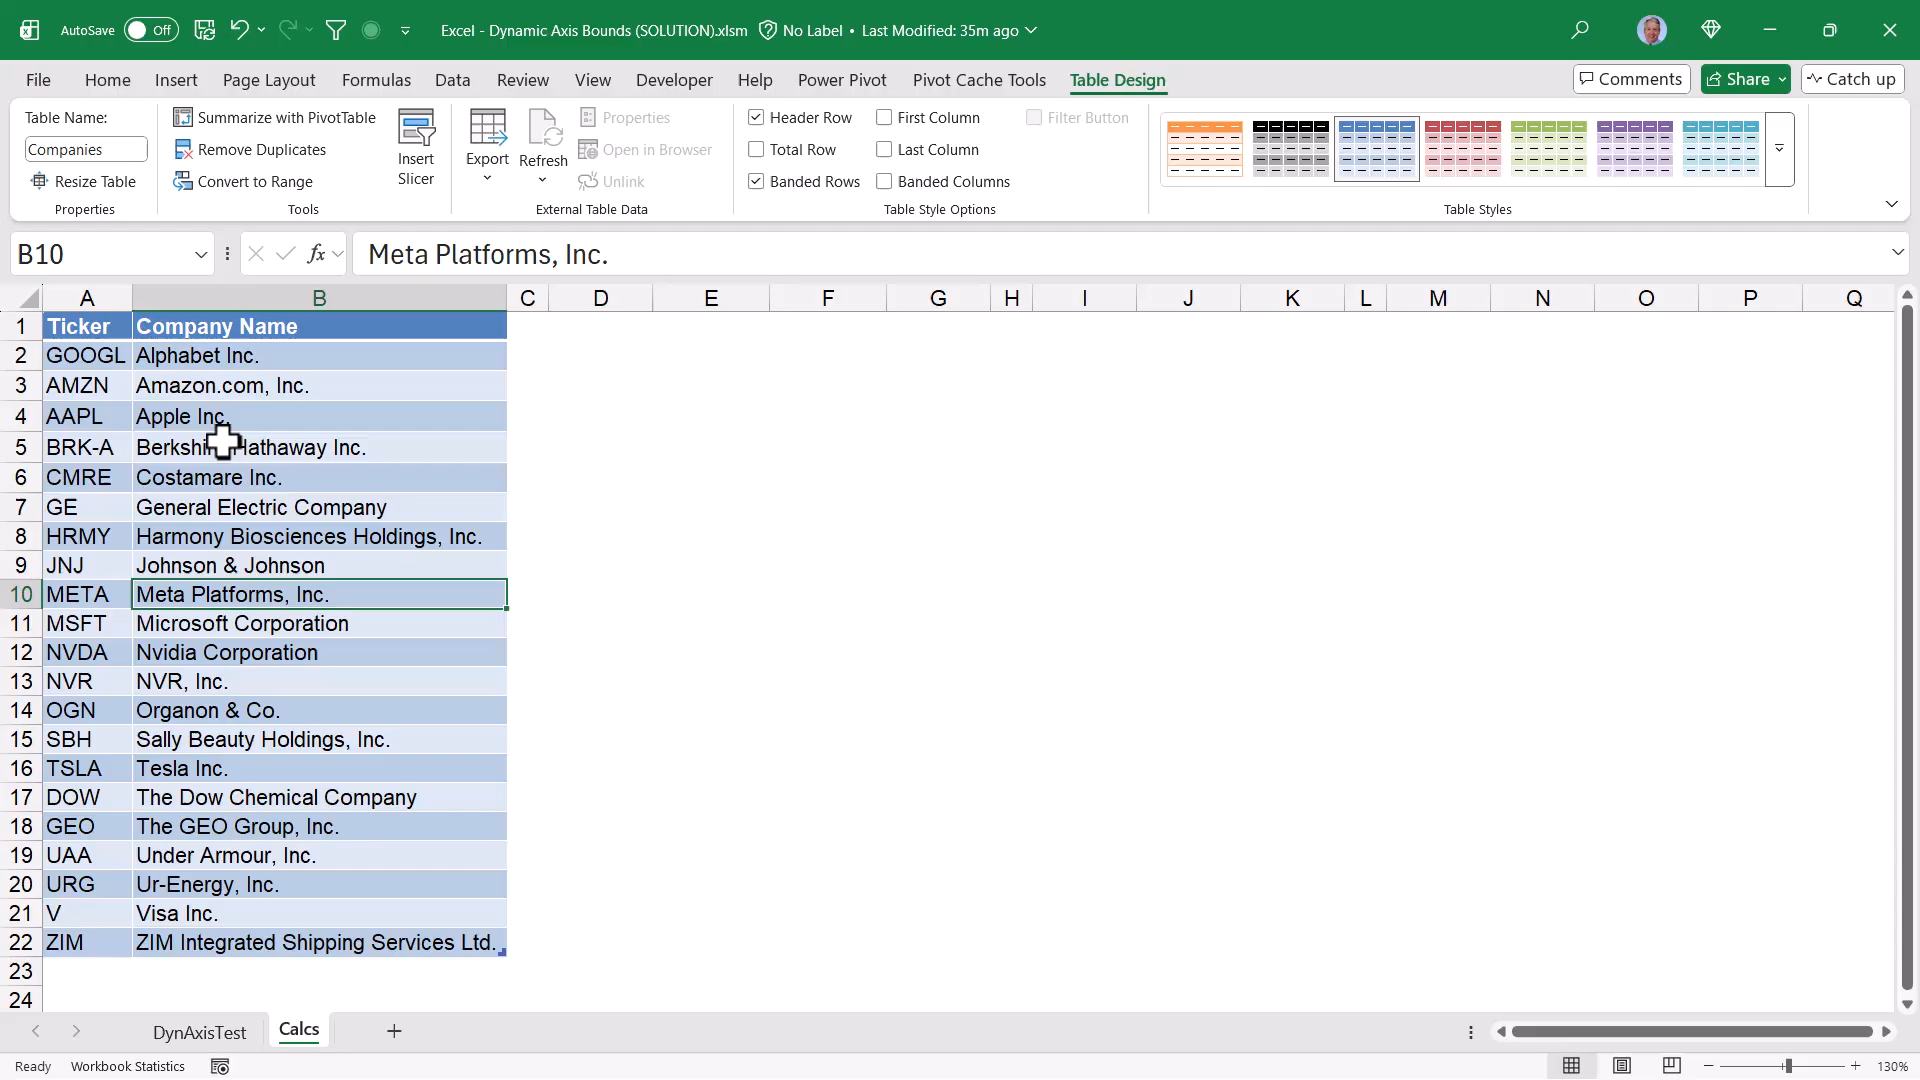 AutoSave Off Excel - Dynamic Axis Bounds (SOLUTION).xlsm No Label • Last Modified: 35m ago
File Home Insert Page Layout Formulas Data Review View Developer Help Power Pivot Pivot Cache Tools Table Design Comments Share Catch up
Table Name:
Companies
Resize Table
Properties
Summarize with PivotTable
Remove Duplicates
Convert to Range
Tools
Insert
Slicer
Export
Refresh
Properties
Open in Browser
Unlink
External Table Data
Header Row
Total Row
Banded Rows
First Column
Last Column
Banded Columns
Filter Button
Table Style Options
Table Styles
B10 fx Meta Platforms, Inc.
A B C D E F G H I J K L M N O P Q
1 Ticker Company Name
2 GOOGL Alphabet Inc.
3 AMZN Amazon.com, Inc.
4 AAPL Apple Inc.
5 BRK-A Berkshire Hathaway Inc.
6 CMRE Costamare Inc.
7 GE General Electric Company
8 HRMY Harmony Biosciences Holdings, Inc.
9 JNJ Johnson & Johnson
10 META Meta Platforms, Inc.
11 MSFT Microsoft Corporation
12 NVDA Nvidia Corporation
13 NVR NVR, Inc.
14 OGN Organon & Co.
15 SBH Sally Beauty Holdings, Inc.
16 TSLA Tesla Inc.
17 DOW The Dow Chemical Company
18 GEO The GEO Group, Inc.
19 UAA Under Armour, Inc.
20 URG Ur-Energy, Inc.
21 V Visa Inc.
22 ZIM ZIM Integrated Shipping Services Ltd.
23
24
DynAxisTest Calcs
Ready Workbook Statistics 130%